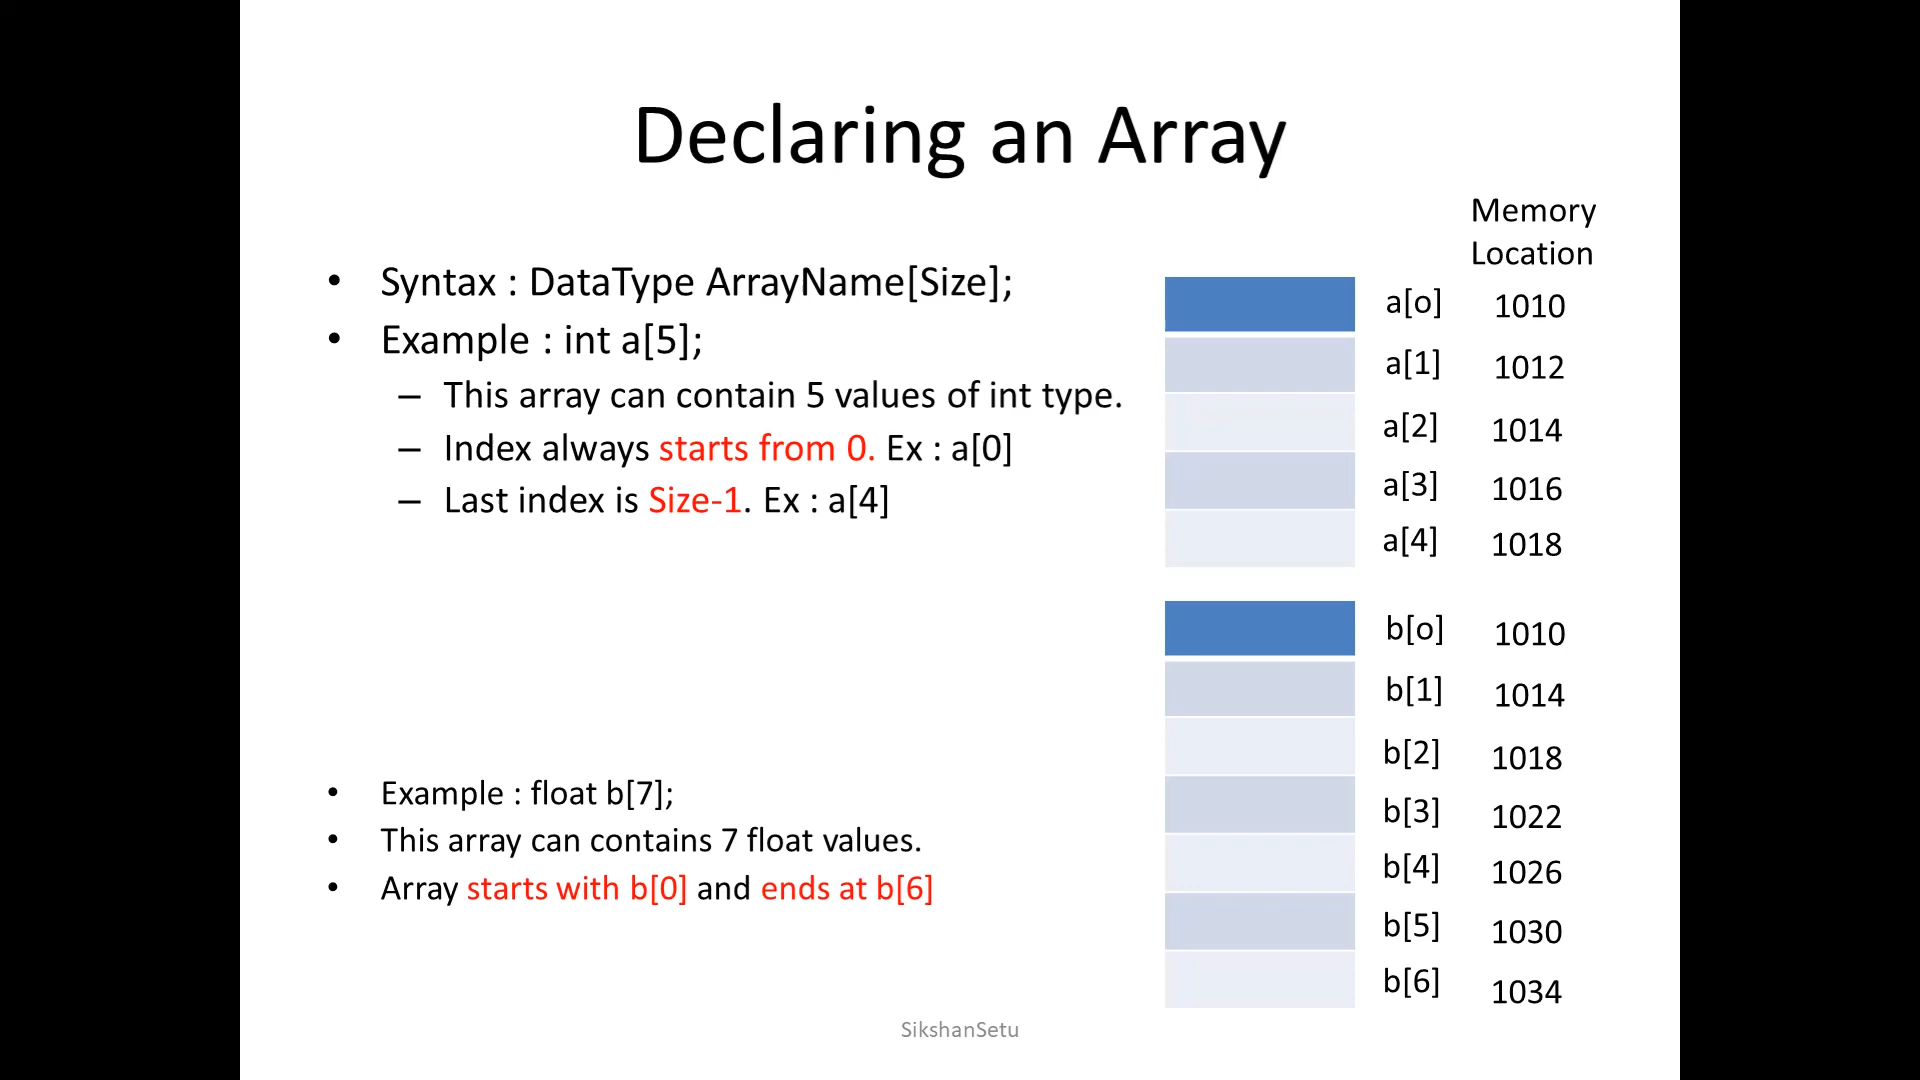 Declaring an Array
• Syntax : DataType ArrayName[Size];
• Example : int a[5];
– This array can contain 5 values of int type.
– Index always starts from 0. Ex : a[0]
– Last index is Size-1. Ex : a[4]
• Example : float b[7];
• This array can contains 7 float values.
• Array starts with b[0] and ends at b[6]
Memory
Location
a[o] 1010
a[1] 1012
a[2] 1014
a[3] 1016
a[4] 1018
b[o] 1010
b[1] 1014
b[2] 1018
b[3] 1022
b[4] 1026
b[5] 1030
b[6] 1034
SikshanSetu